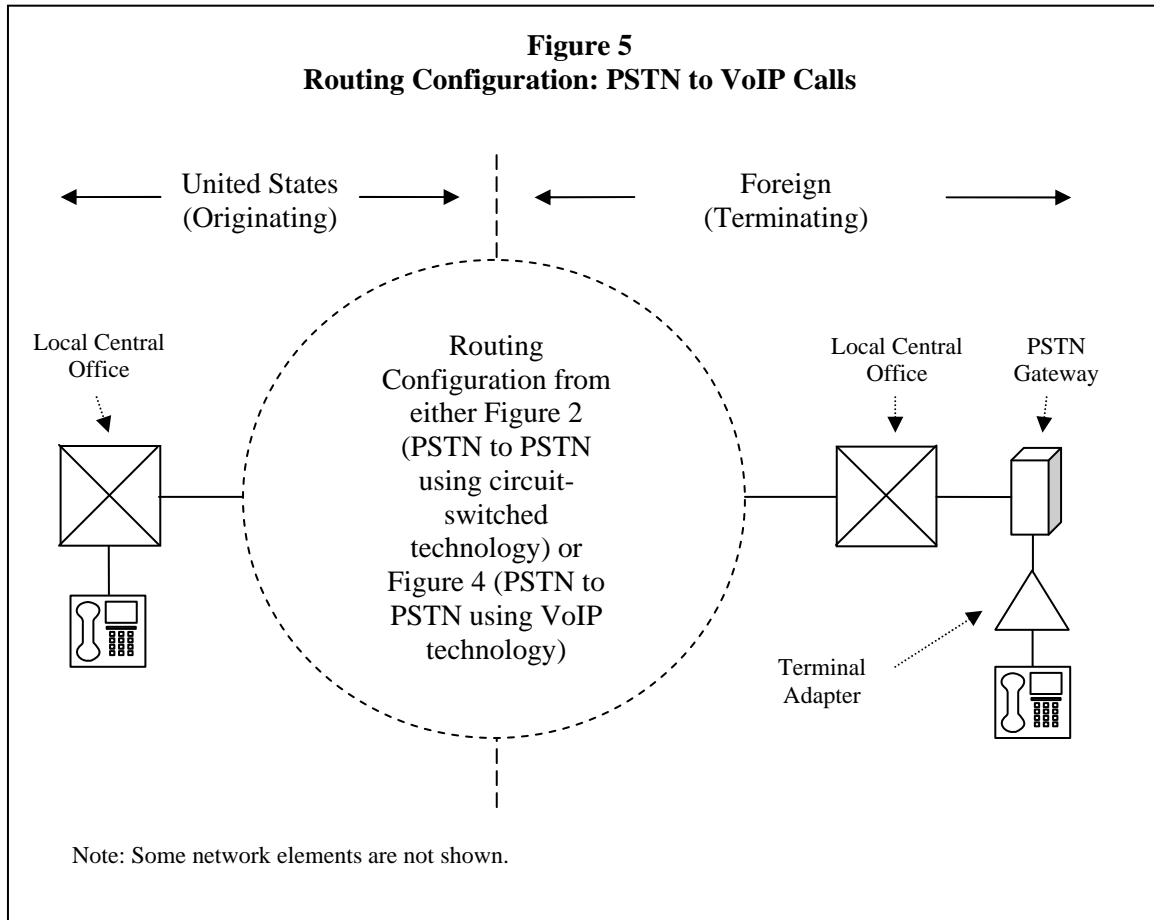 Figure 5
Routing Configuration: PSTN to VoIP Calls
United States
(Originating)
Foreign
(Terminating)
Local Central
Office
Routing
Configuration from
either Figure 2
(PSTN to PSTN
using circuit-
switched
technology) or
Figure 4 (PSTN to
PSTN using VoIP
technology)
Local Central
Office
PSTN
Gateway
Terminal
Adapter
Note: Some network elements are not shown.